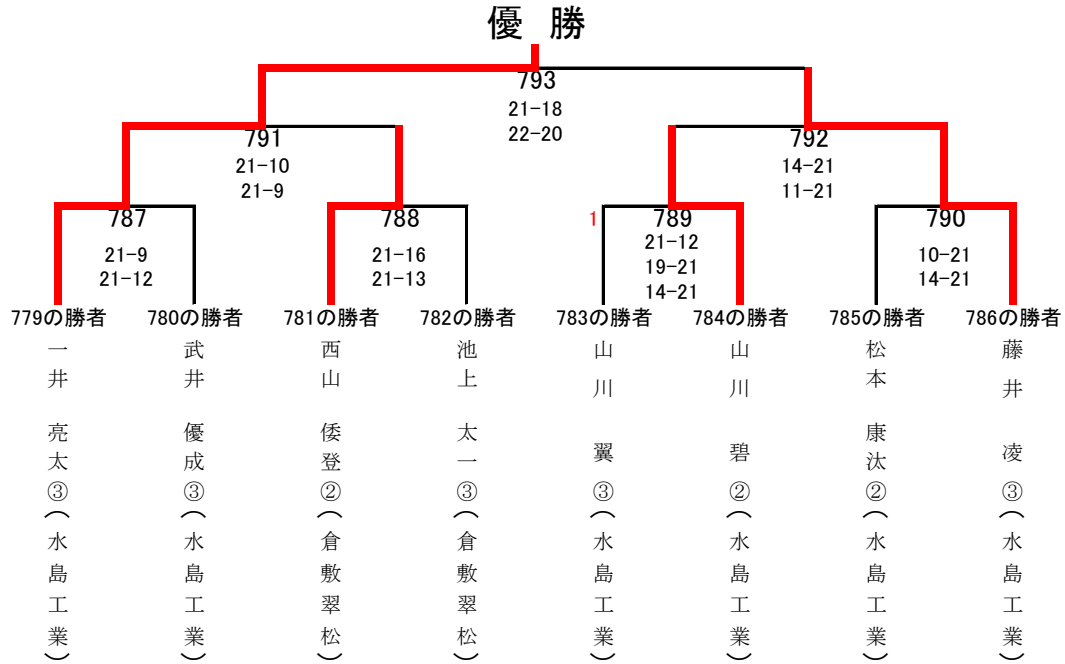 優 勝
793
21-18
22-20
791
21-10
21-9
792
14-21
11-21
787
21-9
21-12
788
21-16
21-13
1
789
21-12
19-21
14-21
790
10-21
14-21
779の勝者
780の勝者
781の勝者
782の勝者
783の勝者
784の勝者
785の勝者
786の勝者
一井 亮太③(水島工業)
武井 優成③(水島工業)
西山 倭登②(倉敷翠松)
池上 太一③(倉敷翠松)
山川 翼③(水島工業)
山川 碧②(水島工業)
松本 康汰②(水島工業)
藤井 凌③(水島工業)